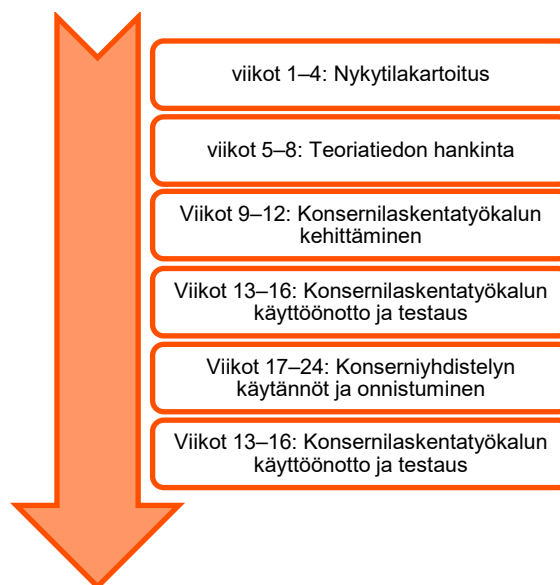 viikot 1–4: Nykytilakartoitus
viikot 5–8: Teoriatiedon hankinta
Viikot 9–12: Konsernilaskentatyökalun
kehittäminen
Viikot 13–16: Konsernilaskentatyökalun
käyttöönotto ja testaus
Viikot 17–24: Konserniyhdistelyn
käytännöt ja onnistuminen
Viikot 13–16: Konsernilaskentatyökalun
käyttöönotto ja testaus